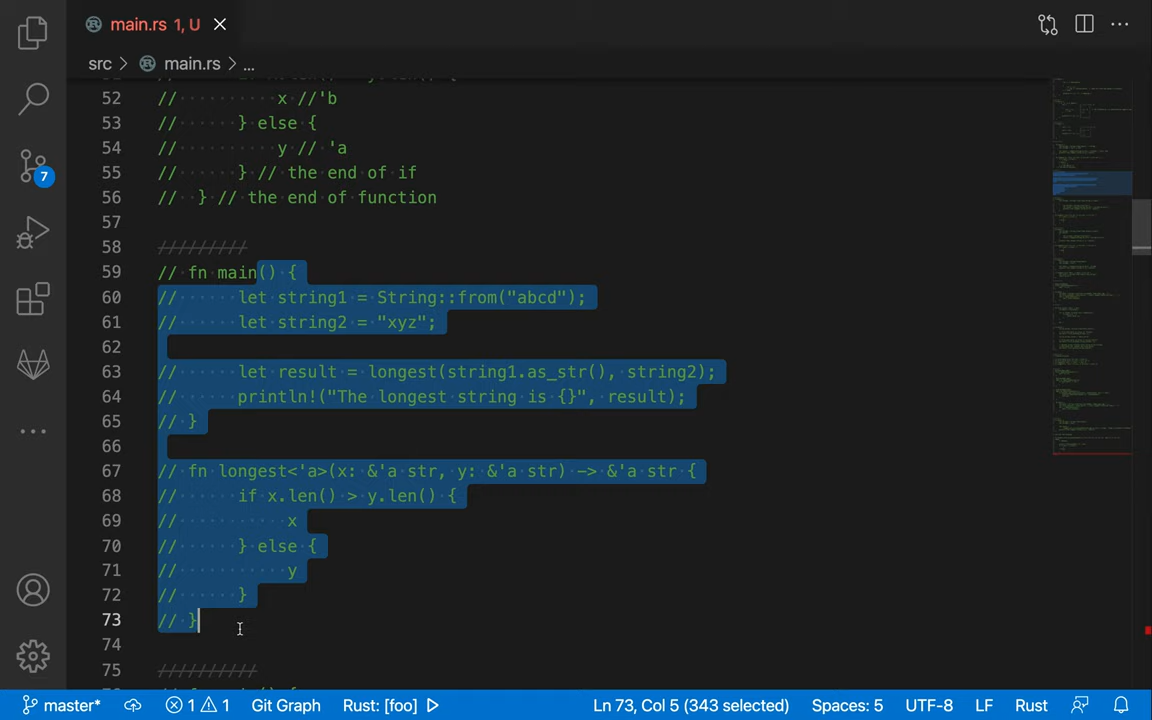 main.rs 1, U
src > main.rs > ...
52 // x //'b
53 // } else {
54 // y // 'a
55 // } // the end of if
56 // } // the end of function
57
58 /////////
59 // fn main() {
60 // let string1 = String::from("abcd");
61 // let string2 = "xyz";
62
63 // let result = longest(string1.as_str(), string2);
64 // println!("The longest string is {}", result);
65 // }
66
67 // fn longest<'a>(x: &'a str, y: &'a str) -> &'a str {
68 // if x.len() > y.len() {
69 // x
70 // } else {
71 // y
72 // }
73 // }
74
75 //////////
7
master* 1 1 Git Graph Rust: [foo] Ln 73, Col 5 (343 selected) Spaces: 5 UTF-8 LF Rust